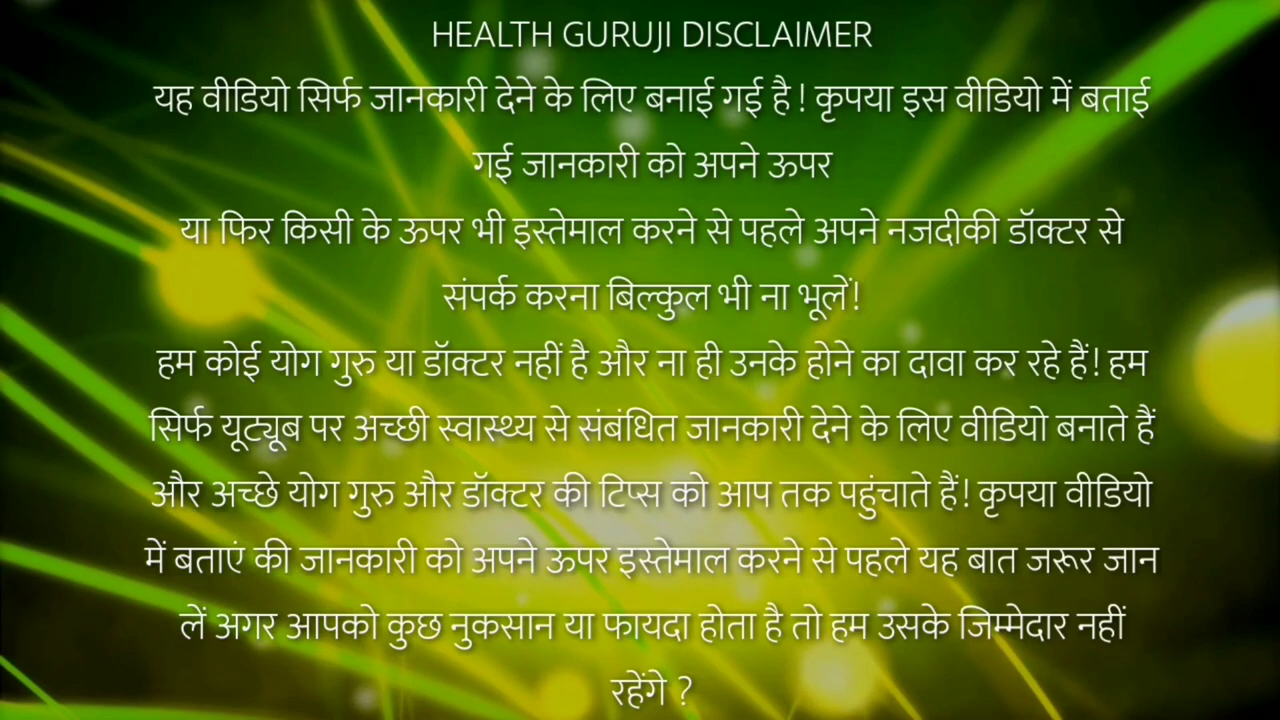 HEALTH GURUJI DISCLAIMER
यह वीडियो सिर्फ जानकारी देने के लिए बनाई गई है! कृपया इस वीडियो में बताई
गई जानकारी को अपने ऊपर
या फिर किसी के ऊपर भी इस्तेमाल करने से पहले अपने नजदीकी डॉक्टर से
संपर्क करना बिल्कुल भी ना भूलें!
हम कोई योग गुरु या डॉक्टर नहीं है और ना ही उनके होने का दावा कर रहे हैं! हम
सिर्फ यूट्यूब पर अच्छी स्वास्थ्य से संबंधित जानकारी देने के लिए वीडियो बनाते हैं
और अच्छे योग गुरु और डॉक्टर की टिप्स को आप तक पहुंचाते हैं! कृपया वीडियो
में बताएं की जानकारी को अपने ऊपर इस्तेमाल करने से पहले यह बात जरूर जान
लें अगर आपको कुछ नुकसान या फायदा होता है तो हम उसके जिम्मेदार नहीं
रहेंगे ?